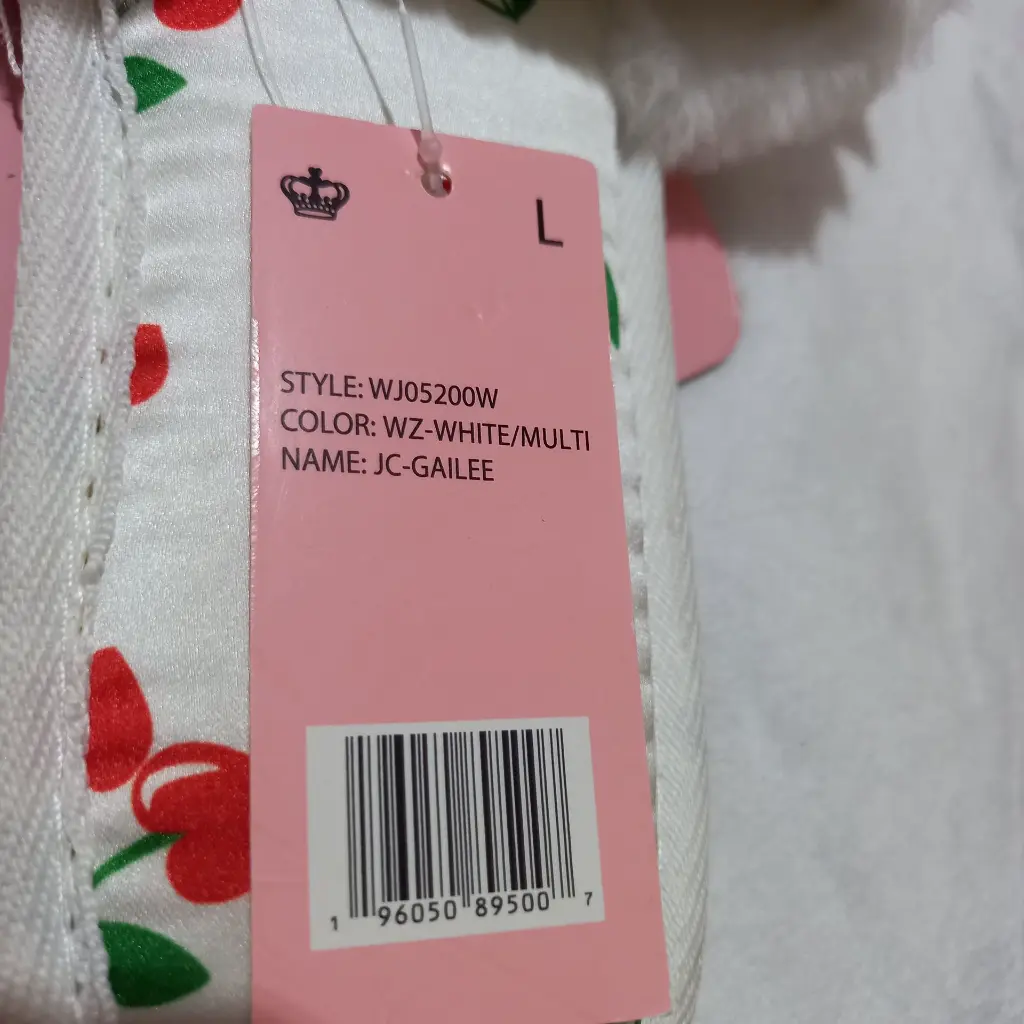 L
STYLE: WJ05200W
COLOR: WZ-WHITE/MULTI
NAME: JC-GAILEE
1 96050 89500 7